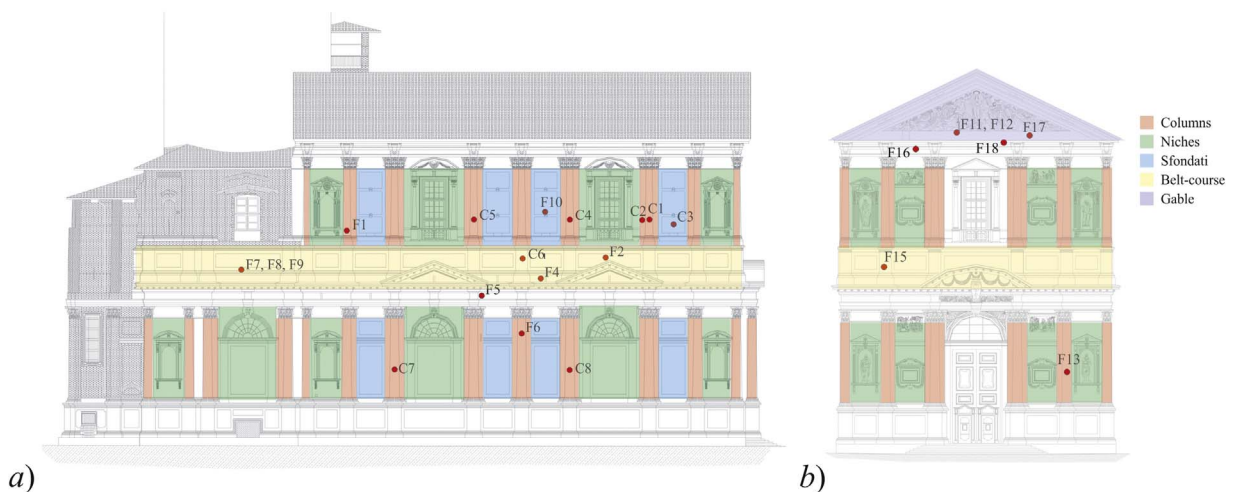 F11, F12
F17
F16
F18
Columns
Niches
Sfondati
Belt-course
Gable
F10
C5
C4
C2
C1
C3
F1
C6
F2
F7, F8, F9
F4
F5
F15
F6
C7
C8
F13
a)
b)